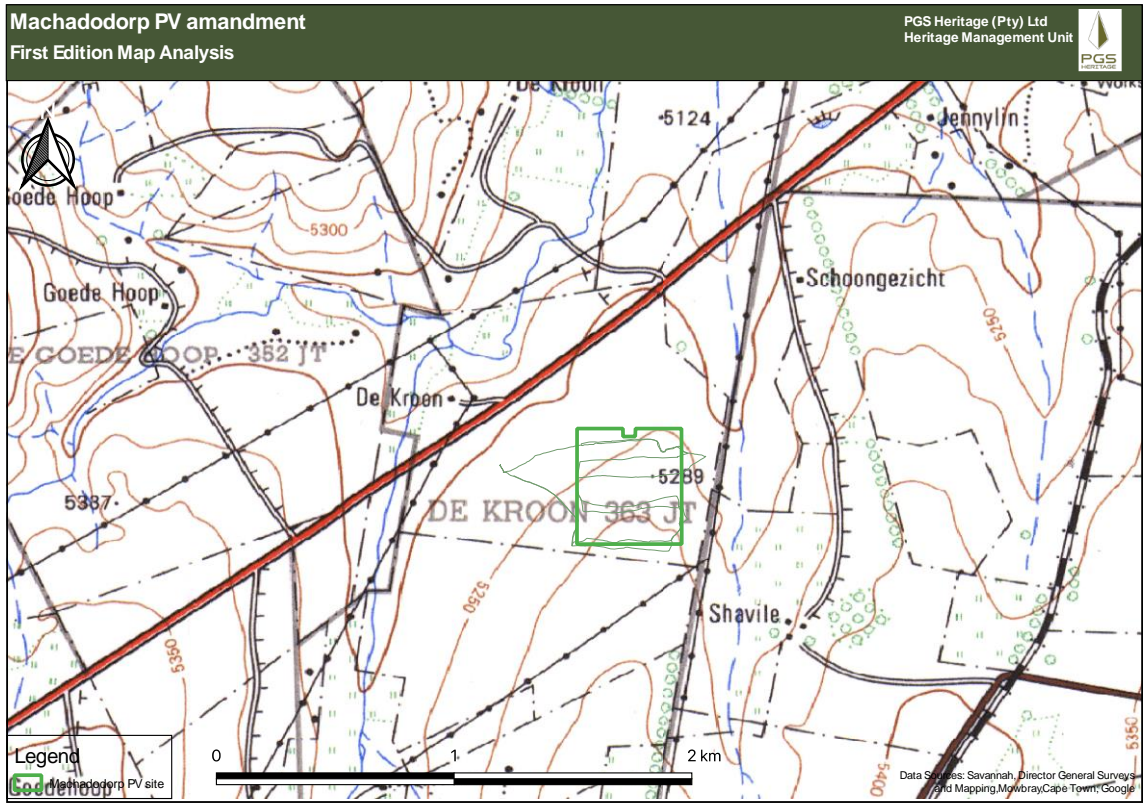 Machadodorp PV amandment
First Edition Map Analysis
PGS Heritage (Pty) Ltd
Heritage Management Unit
PGS
HERITAGE
De Kroon
5124
Jennylin
Goede Hoop
5300
Schoongezicht
Goede Hoop
5250
E GOEDE HOOP 352 JT
De Kroon
5289
5337
DE KROON 363 JT
5250
Shavile
5350
5350
5400
Legend
Machadodorp PV site
Goedehoop
0 1 2 km
Data Sources: Savannah, Director General Surveys
and Mapping,Mowbray,Cape Town, Google